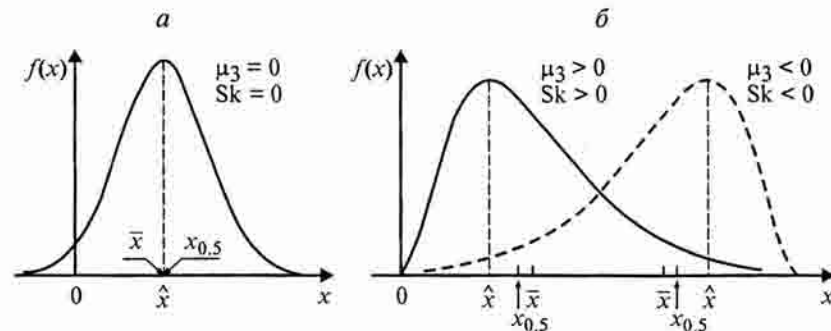 а
f(x)
μ₃ = 0
Sk = 0
x̄
x₀.₅
0
x̂
x
б
f(x)
μ₃ > 0
Sk > 0
μ₃ < 0
Sk < 0
0
x̂
x̄
x̄
x̂
x
x₀.₅
x₀.₅